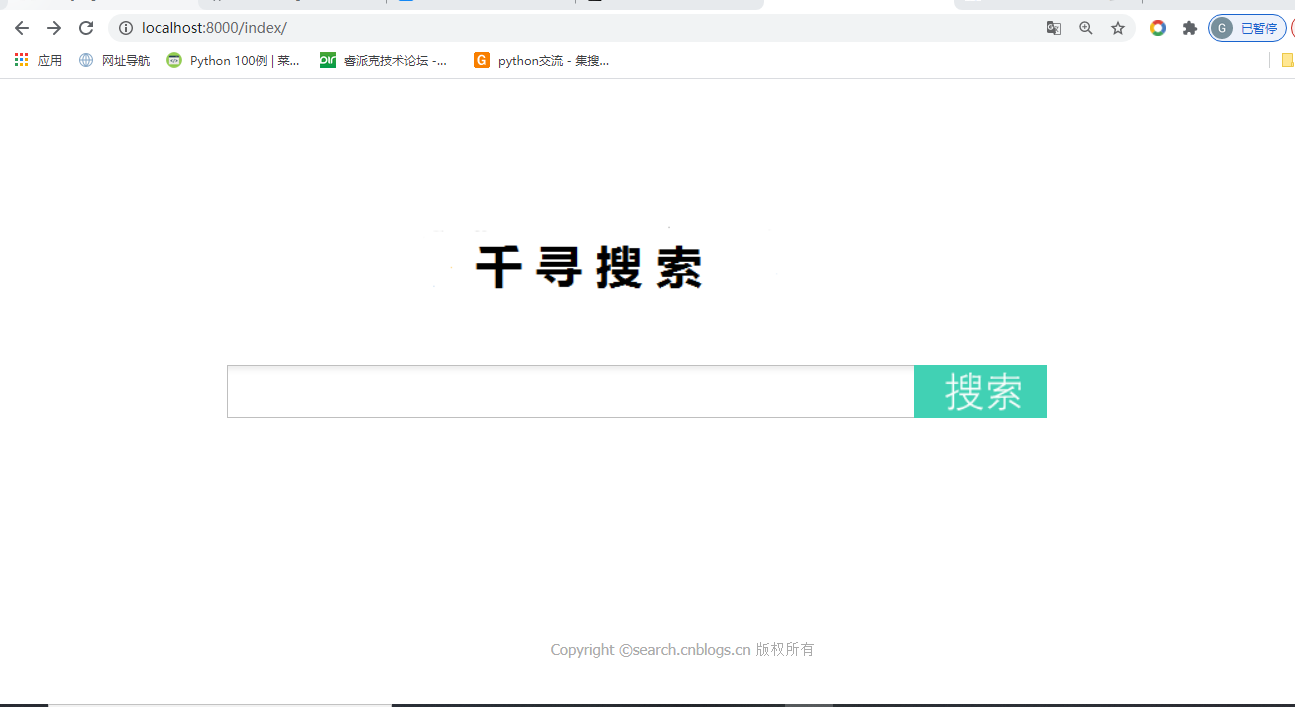 localhost:8000/index/
G 已暂停
应用 网址导航 Python 100例 | 菜... 睿派克技术论坛 -... G python交流 - 集搜...
千寻搜索
搜索
Copyright ©search.cnblogs.cn 版权所有